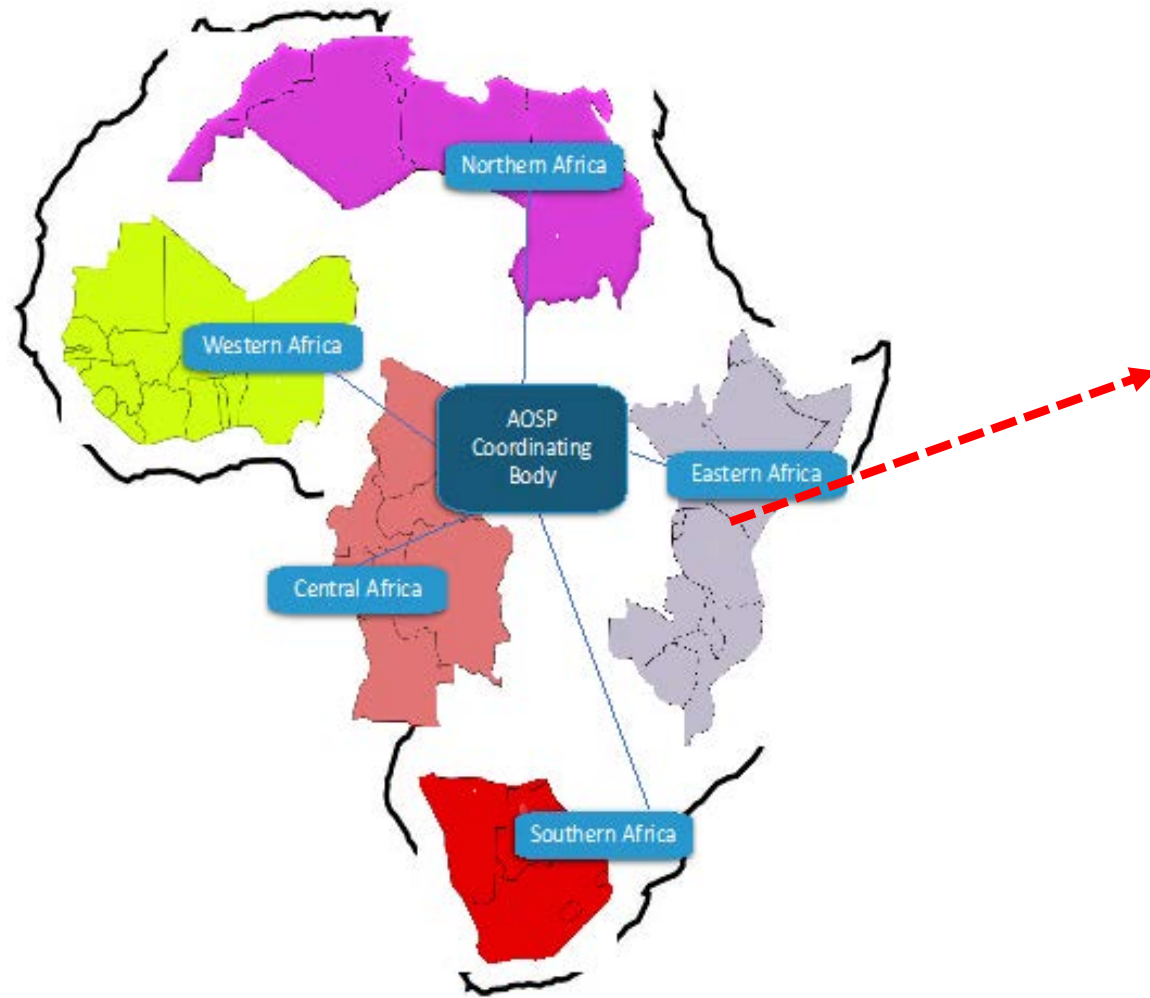 Northern Africa
Western Africa
AOSP
Coordinating
Body
Eastern Africa
Central Africa
Southern Africa